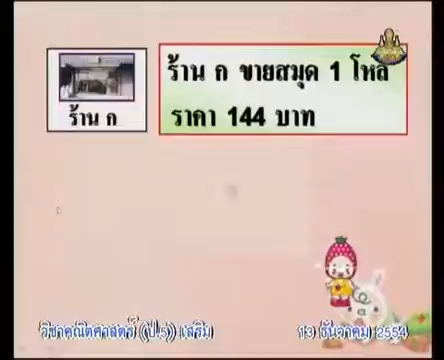 ร้าน ก ขายสมุด 1 โหล
ราคา 144 บาท
ร้าน ก
วิชาคณิตศาสตร์ (ป.5) เสริม
13 ธันวาคม 2554